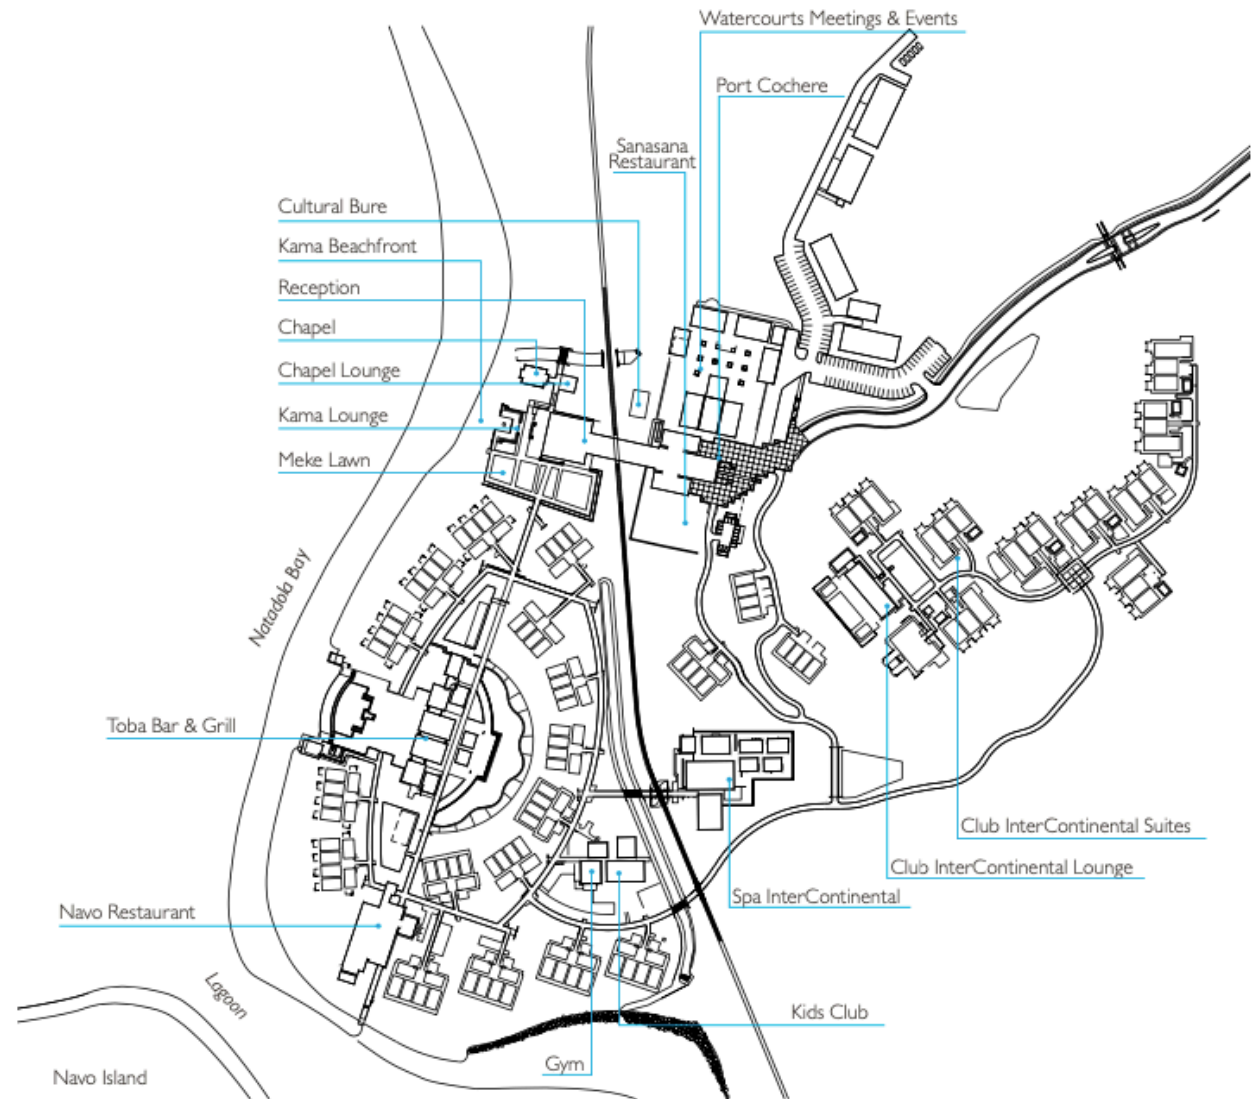 Watercourts Meetings & Events
Port Cochere
Sanasana
Restaurant
Cultural Bure
Kama Beachfront
Reception
Chapel
Chapel Lounge
Kama Lounge
Meke Lawn
Natadola Bay
Toba Bar & Grill
Club InterContinental Suites
Club InterContinental Lounge
Spa InterContinental
Navo Restaurant
Lagoon
Kids Club
Gym
Navo Island